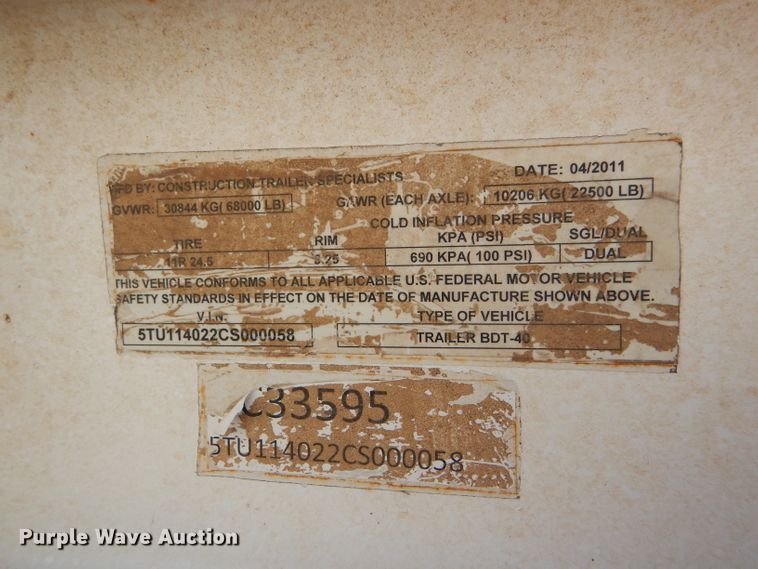 MFD BY: CONSTRUCTION TRAILER SPECIALISTS DATE: 04/2011
GVWR: 30844 KG( 68000 LB) GAWR (EACH AXLE): 10206 KG( 22500 LB)
COLD INFLATION PRESSURE
TIRE RIM KPA (PSI) SGL/DUAL
11R 24.5 8.25 690 KPA( 100 PSI) DUAL
THIS VEHICLE CONFORMS TO ALL APPLICABLE U.S. FEDERAL MOTOR VEHICLE
SAFETY STANDARDS IN EFFECT ON THE DATE OF MANUFACTURE SHOWN ABOVE.
V.I.N. TYPE OF VEHICLE
5TU114022CS000058 TRAILER BDT-40
C33595
5TU114022CS000058
Purple Wave Auction